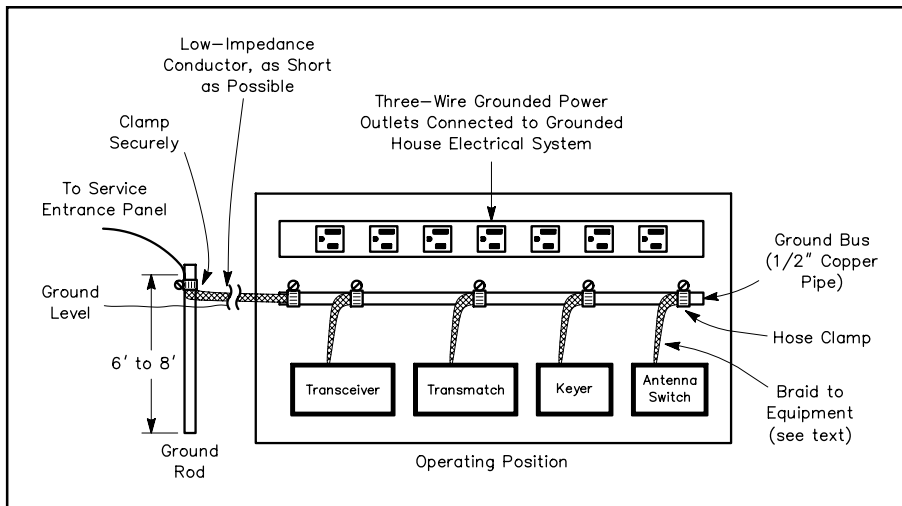 Low-Impedance
Conductor, as Short
as Possible
Clamp
Securely
To Service
Entrance Panel
Three-Wire Grounded Power
Outlets Connected to Grounded
House Electrical System
Ground Bus
(1/2" Copper
Pipe)
Ground
Level
Hose Clamp
6' to 8'
Transceiver
Transmatch
Keyer
Antenna
Switch
Braid to
Equipment
(see text)
Ground
Rod
Operating Position